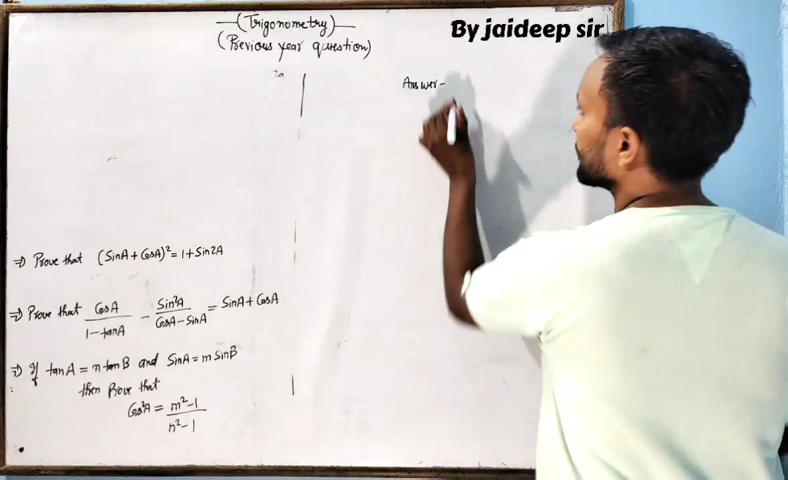 (Trigonometry)
(Previous year question)
By jaideep sir
Answer-
⇒ Prove that (SinA + CosA)² = 1 + Sin2A
⇒ Prove that CosA / 1 - tanA - Sin²A / CosA - SinA = SinA + CosA
⇒ If tanA = n tanB and SinA = m SinB
then Prove that
Cos²A = m² - 1 / n² - 1